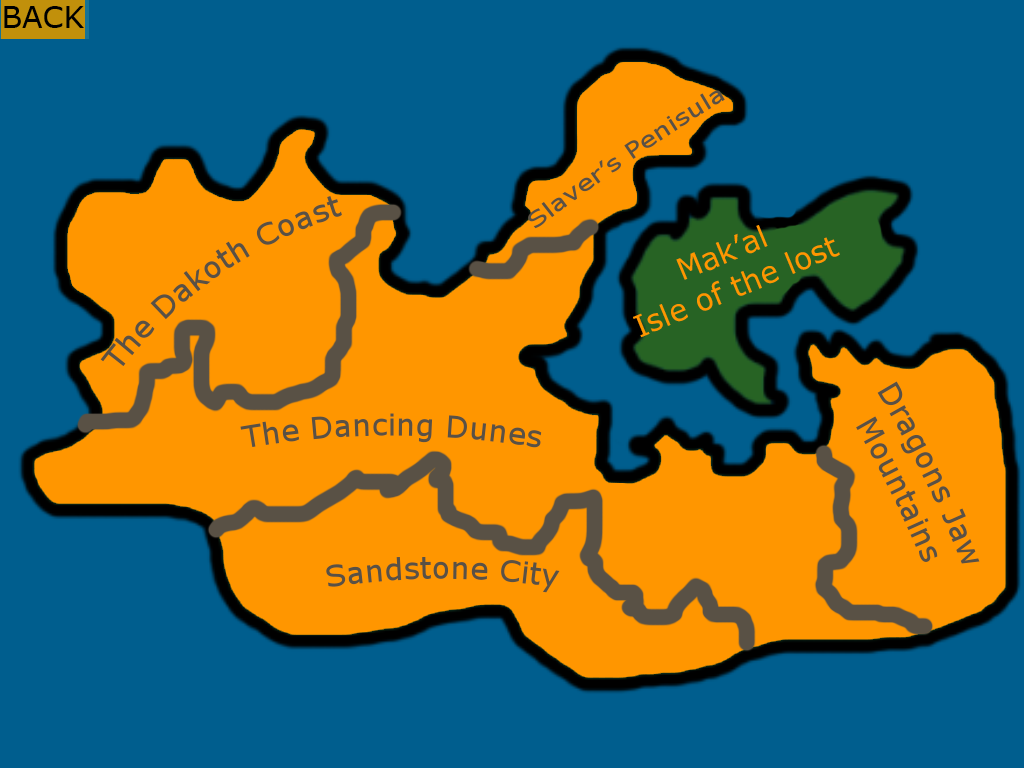 BACK
Slaver's Penisula
The Dakoth Coast
Mak'al
Isle of the lost
The Dancing Dunes
Dragons Jaw
Mountains
Sandstone City